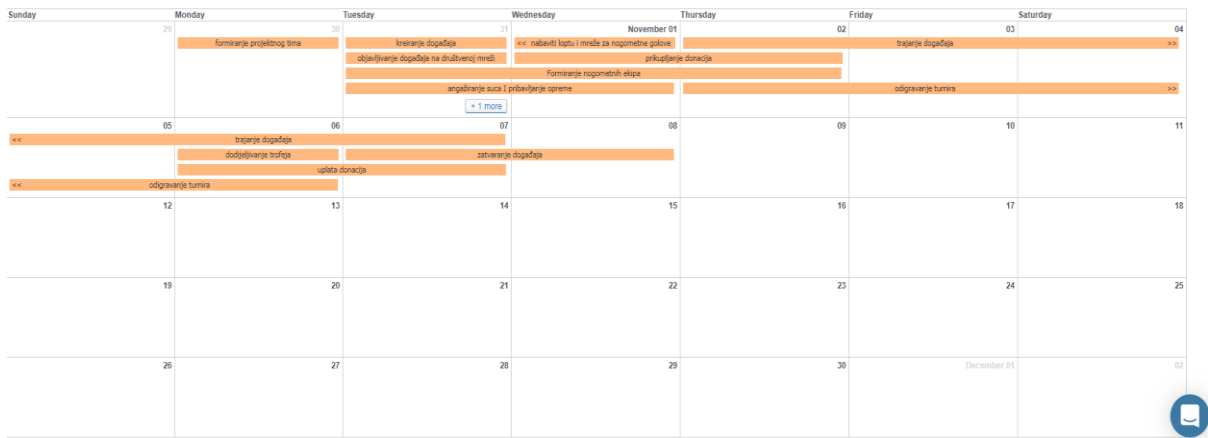 Sunday Monday Tuesday Wednesday Thursday Friday Saturday
29 30 31 November 01 02 03 04
formiranje projektnog tima kreiranje događaja << nabaviti loptu i mreže za nogometne golove trajanje događaja >>
objavljivanje događaja na društvenoj mreži prikupljanje donacija
Formiranje nogometnih ekipa
angažiranje suca I pribavljanje opreme odigravanje turnira >>
+ 1 more
05 06 07 08 09 10 11
<< trajanje događaja
dodijeljivanje trofeja zatvaranje događaja
uplata donacija
<< odigravanje turnira
12 13 14 15 16 17 18
19 20 21 22 23 24 25
26 27 28 29 30 December 01 02